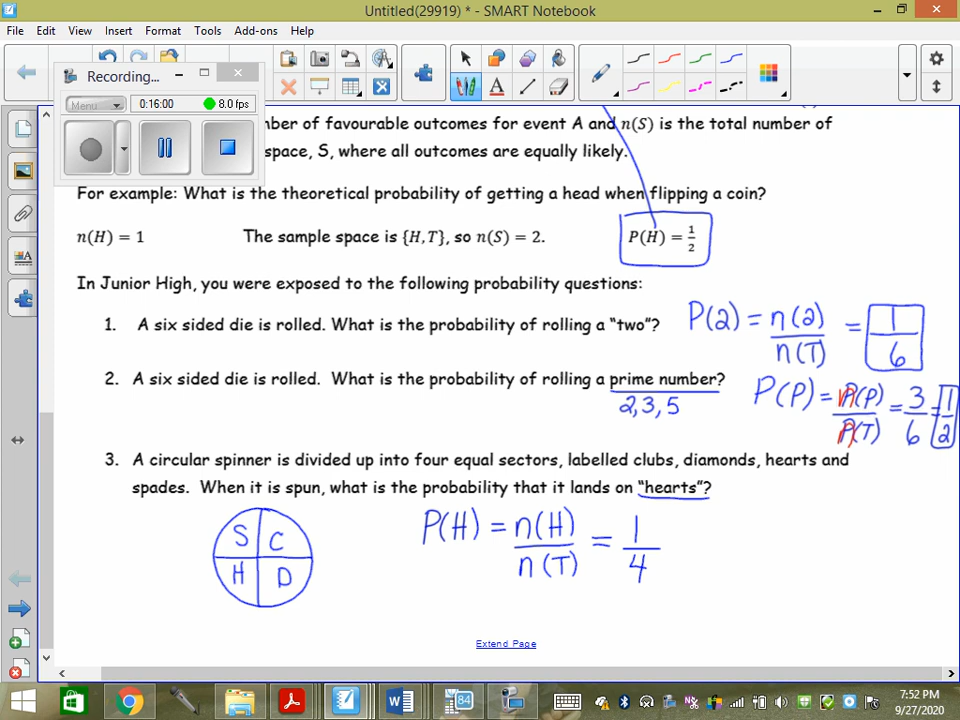 Untitled(29919) * - SMART Notebook
File Edit View Insert Format Tools Add-ons Help
Recording...
Menu 0:16:00 8.0 fps
mber of favourable outcomes for event A and n(S) is the total number of
space, S, where all outcomes are equally likely.
For example: What is the theoretical probability of getting a head when flipping a coin?
n(H) = 1 The sample space is {H,T}, so n(S) = 2. P(H) = 1/2
In Junior High, you were exposed to the following probability questions:
1. A six sided die is rolled. What is the probability of rolling a "two"? P(2) = n(2)/n(T) = 1/6
2. A six sided die is rolled. What is the probability of rolling a prime number?
2,3,5
P(P) = n(P)/n(T) = 3/6 = 1/2
3. A circular spinner is divided up into four equal sectors, labelled clubs, diamonds, hearts and
spades. When it is spun, what is the probability that it lands on "hearts"?
S C
H D
P(H) = n(H)/n(T) = 1/4
Extend Page
84
7:52 PM
9/27/2020